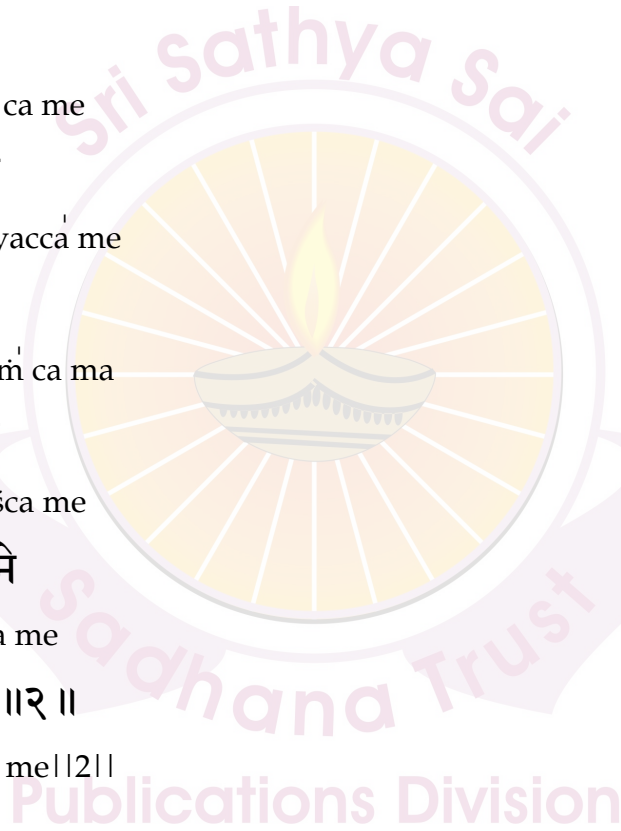 Sri Sathya Sai
ca me
yacca̍ me
ṁ̍ ca ma
śca me
मे
a me
॥२॥
me||2||
Sadhana Trust
Publications Division